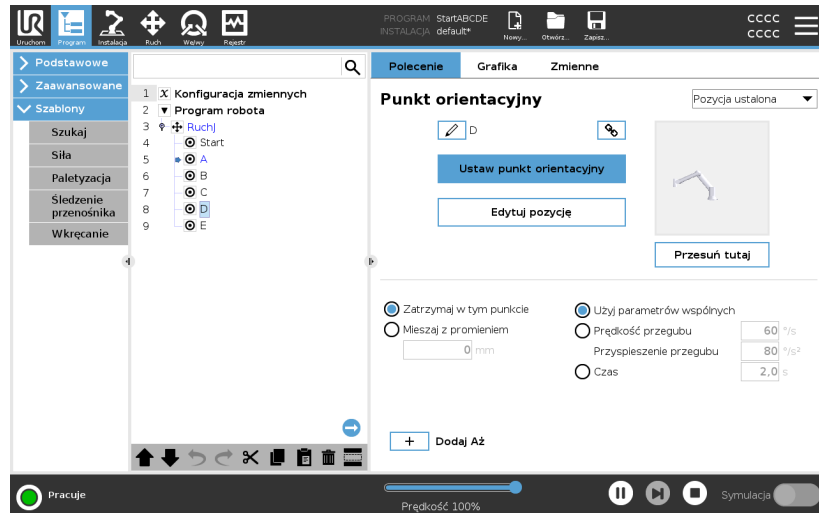 PROGRAM StartABCDE
INSTALACJA default*
Uruchom Program Instalacja Ruch We/wy Rejestr
Nowy... Otwórz... Zapisz...
cccc
cccc
Podstawowe
Zaawansowane
Szablony
Szukaj
Siła
Paletyzacja
Śledzenie
przenośnika
Wkręcanie
1 X Konfiguracja zmiennych
2 Program robota
3 RuchJ
4 Start
5 A
6 B
7 C
8 D
9 E
Polecenie Grafika Zmienne
Punkt orientacyjny
Pozycja ustalona
D
Ustaw punkt orientacyjny
Edytuj pozycję
Przesuń tutaj
Zatrzymaj w tym punkcie
Mieszaj z promieniem
0 mm
Użyj parametrów wspólnych
Prędkość przegubu 60 °/s
Przyspieszenie przegubu 80 °/s²
Czas 2,0 s
+ Dodaj Aż
Pracuje
Prędkość 100%
Symulacja